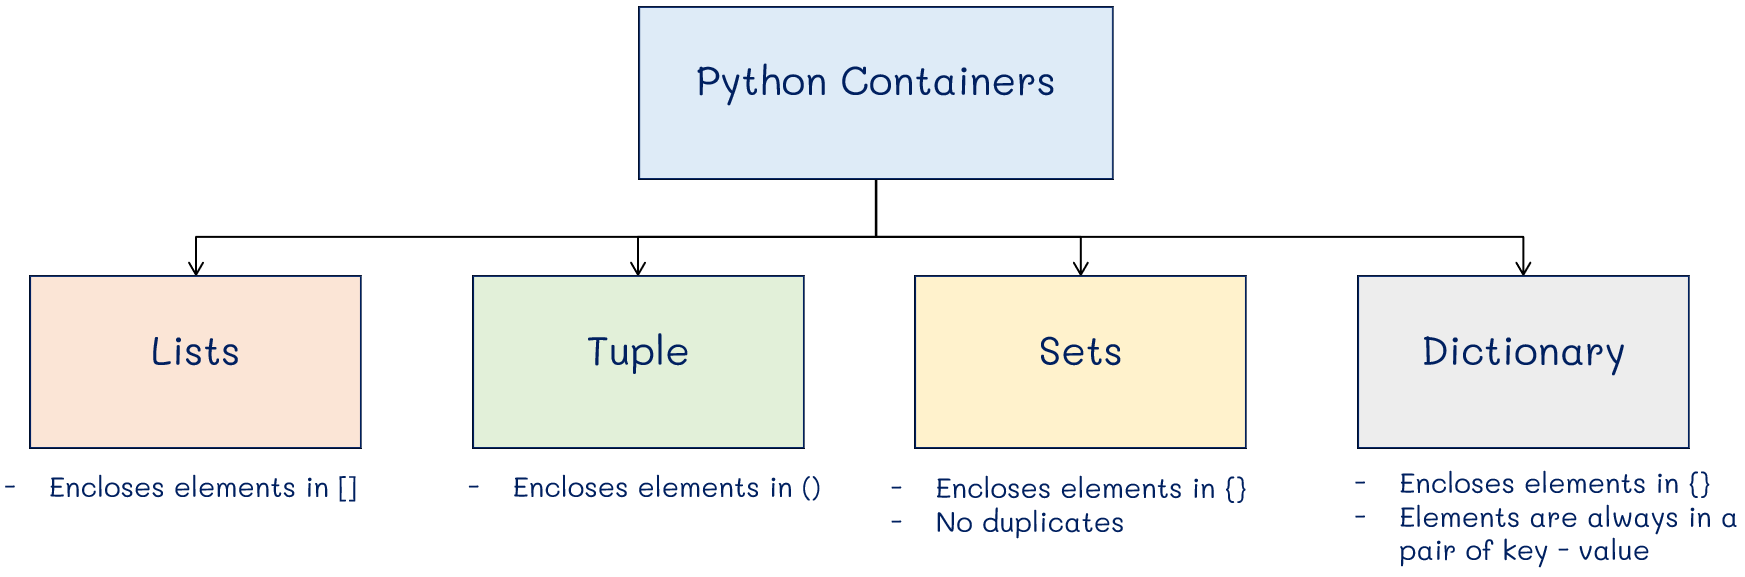 Python Containers
Lists
Tuple
Sets
Dictionary
- Encloses elements in []
- Encloses elements in ()
- Encloses elements in {}
- No duplicates
- Encloses elements in {}
- Elements are always in a
pair of key - value